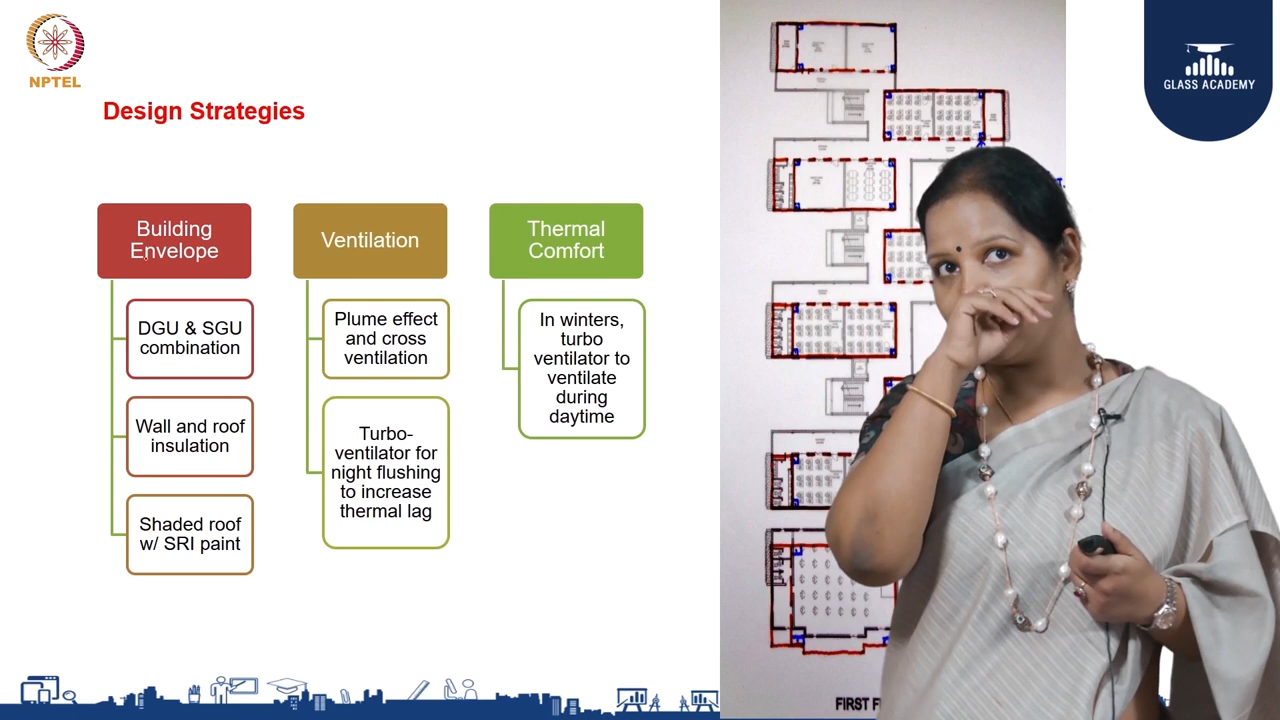 NPTEL
GLASS ACADEMY
Design Strategies
Building
Envelope
DGU & SGU
combination
Wall and roof
insulation
Shaded roof
w/ SRI paint
Ventilation
Plume effect
and cross
ventilation
Turbo-
ventilator for
night flushing
to increase
thermal lag
Thermal
Comfort
In winters,
turbo
ventilator to
ventilate
during
daytime
FIRST